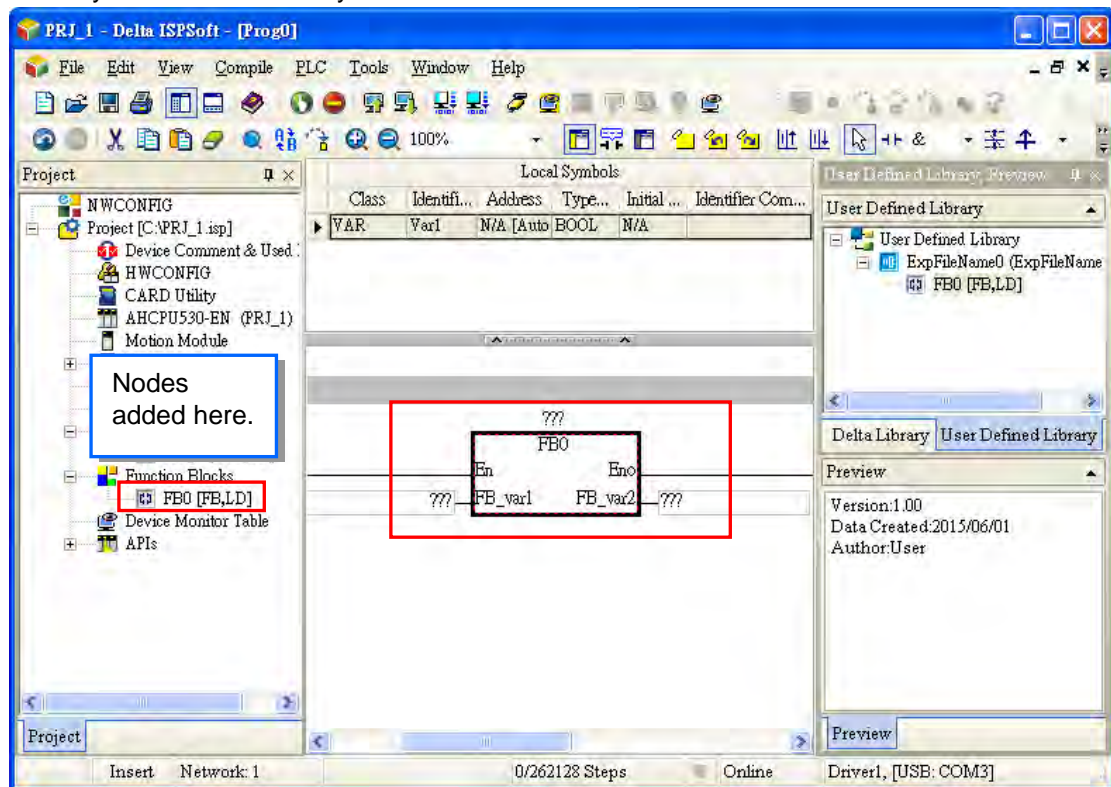 PRJ_1 - Delta ISPSoft - [Prog0]
File Edit View Compile PLC Tools Window Help
100%
Project
NWCONFIG
Project [C:\PRJ_1.isp]
Device Comment & Used
HWCONFIG
CARD Utility
AHCPU530-EN (PRJ_1)
Motion Module
Nodes
added here.
Function Blocks
FB0 [FB,LD]
Device Monitor Table
APIs
Project
Local Symbols
Class Identifi... Address Type... Initial ... Identifier Com...
VAR Var1 N/A [Auto BOOL N/A
???
FB0
En Eno
??? FB_var1 FB_var2 ???
User Defined Library Preview
User Defined Library
User Defined Library
ExpFileName0 (ExpFileName
FB0 [FB,LD]
Delta Library User Defined Library
Preview
Version:1.00
Data Created:2015/06/01
Author:User
Preview
Insert Network: 1 0/262128 Steps Online Driver1, [USB: COM3]